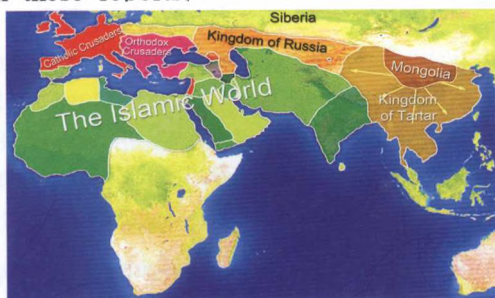 Siberia
Catholic Crusaders
Orthodox
Crusaders
Kingdom of Russia
Mongolia
The Islamic World
Kingdom
of Tartar